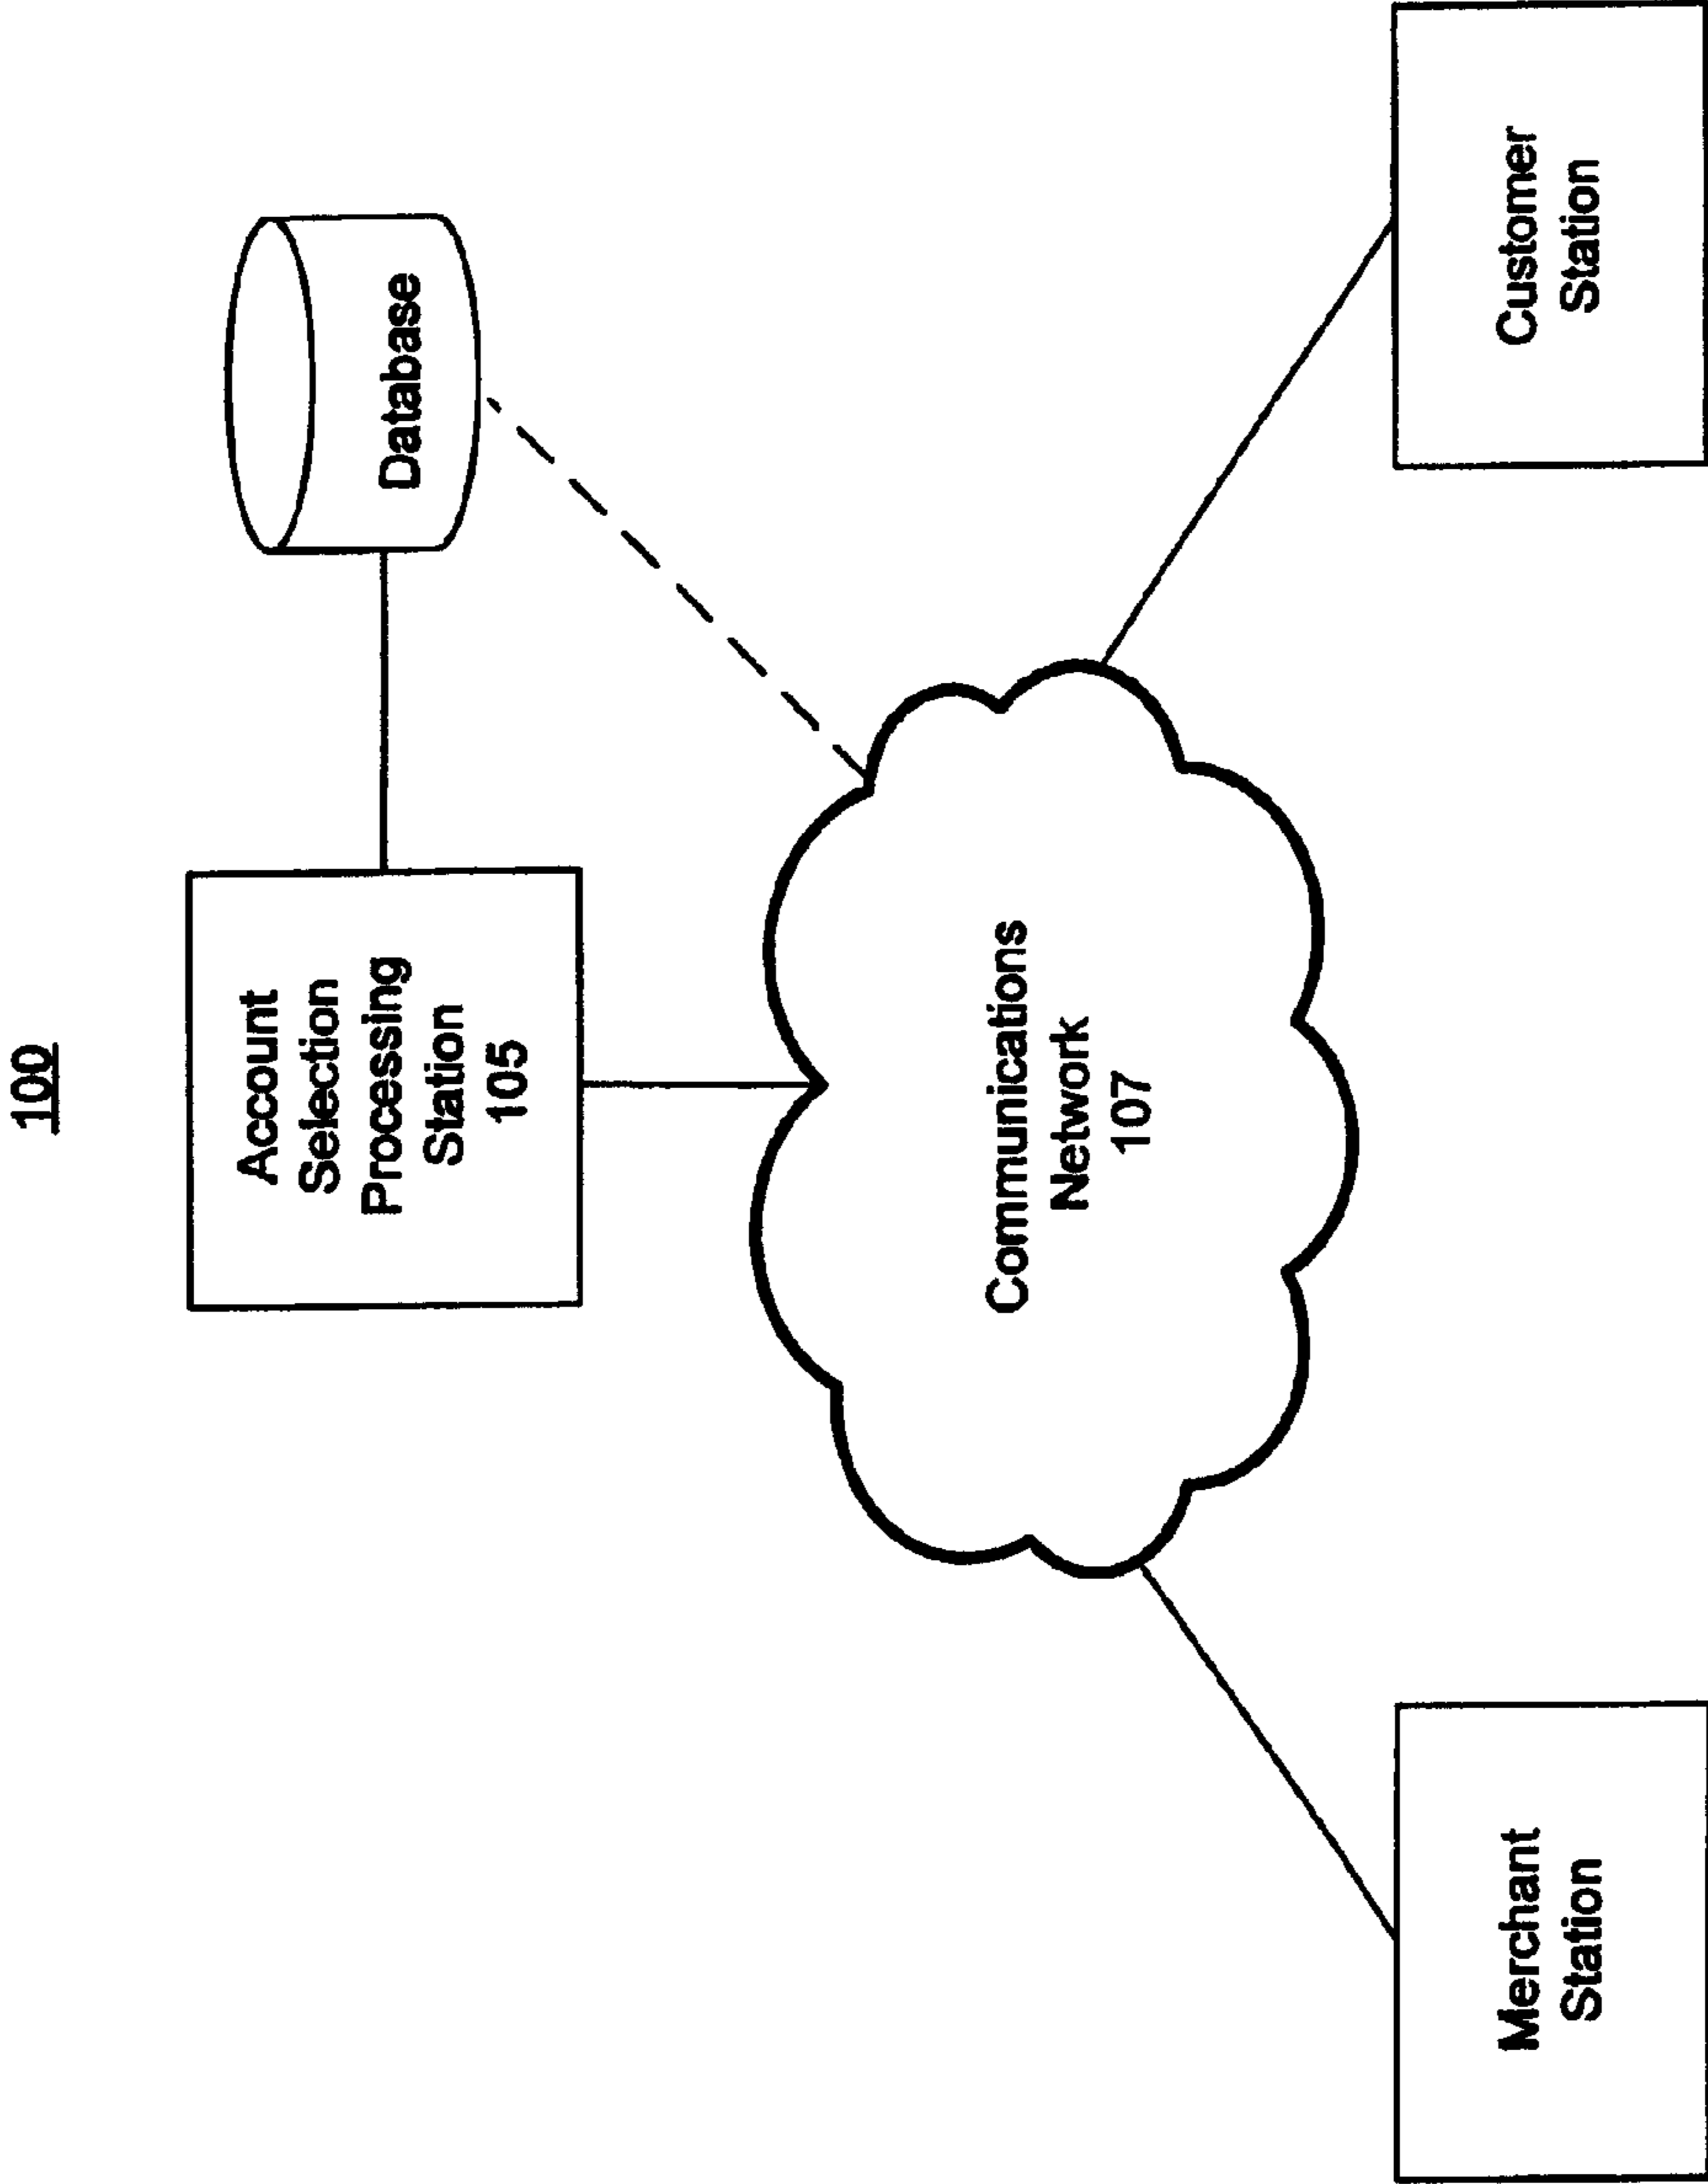 100
Account
Selection
Processing
Station
105
Database
Communications
Network
107
Merchant
Station
Customer
Station